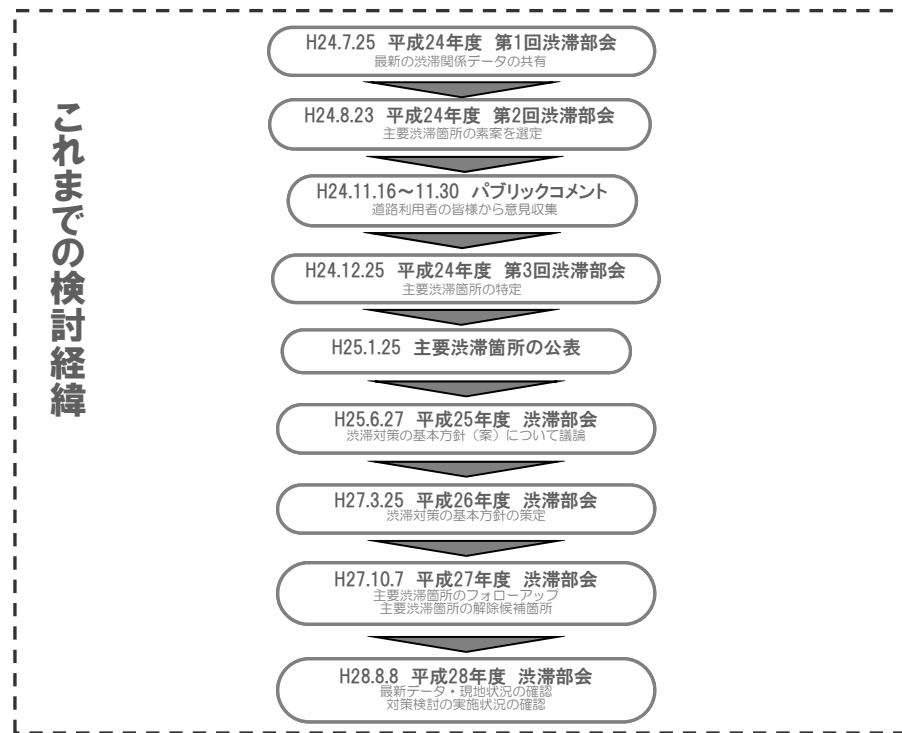 これまでの検討経緯
H24.7.25 平成24年度 第1回渋滞部会
最新の渋滞関係データの共有
H24.8.23 平成24年度 第2回渋滞部会
主要渋滞箇所の素案を選定
H24.11.16～11.30 パブリックコメント
道路利用者の皆様から意見収集
H24.12.25 平成24年度 第3回渋滞部会
主要渋滞箇所の特定
H25.1.25 主要渋滞箇所の公表
H25.6.27 平成25年度 渋滞部会
渋滞対策の基本方針（案）について議論
H27.3.25 平成26年度 渋滞部会
渋滞対策の基本方針の策定
H27.10.7 平成27年度 渋滞部会
主要渋滞箇所のフォローアップ
主要渋滞箇所の解除候補箇所
H28.8.8 平成28年度 渋滞部会
最新データ・現地状況の確認
対策検討の実施状況の確認